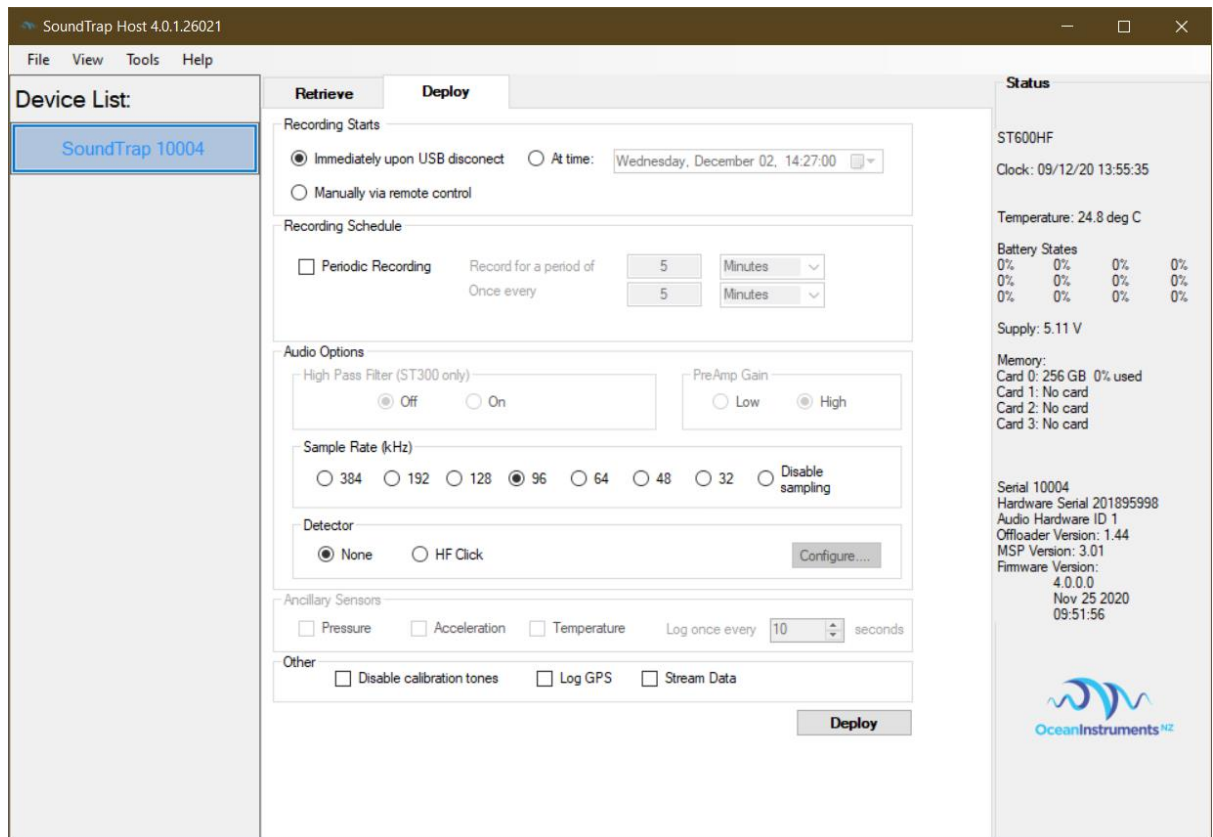 SoundTrap Host 4.0.1.26021
File View Tools Help
Device List:
SoundTrap 10004
Retrieve Deploy
Recording Starts
Immediately upon USB disconect At time: Wednesday, December 02, 14:27:00
Manually via remote control
Recording Schedule
Periodic Recording Record for a period of 5 Minutes
Once every 5 Minutes
Audio Options
High Pass Filter (ST300 only) PreAmp Gain
Off On Low High
Sample Rate (kHz)
384 192 128 96 64 48 32 Disable
sampling
Detector
None HF Click Configure....
Ancillary Sensors
Pressure Acceleration Temperature Log once every 10 seconds
Other
Disable calibration tones Log GPS Stream Data
Deploy
Status
ST600HF
Clock: 09/12/20 13:55:35
Temperature: 24.8 deg C
Battery States
0% 0% 0% 0%
0% 0% 0% 0%
0% 0% 0% 0%
Supply: 5.11 V
Memory:
Card 0: 256 GB 0% used
Card 1: No card
Card 2: No card
Card 3: No card
Serial 10004
Hardware Serial 201895998
Audio Hardware ID 1
Offloader Version: 1.44
MSP Version: 3.01
Firmware Version:
4.0.0.0
Nov 25 2020
09:51:56
OceanInstruments NZ